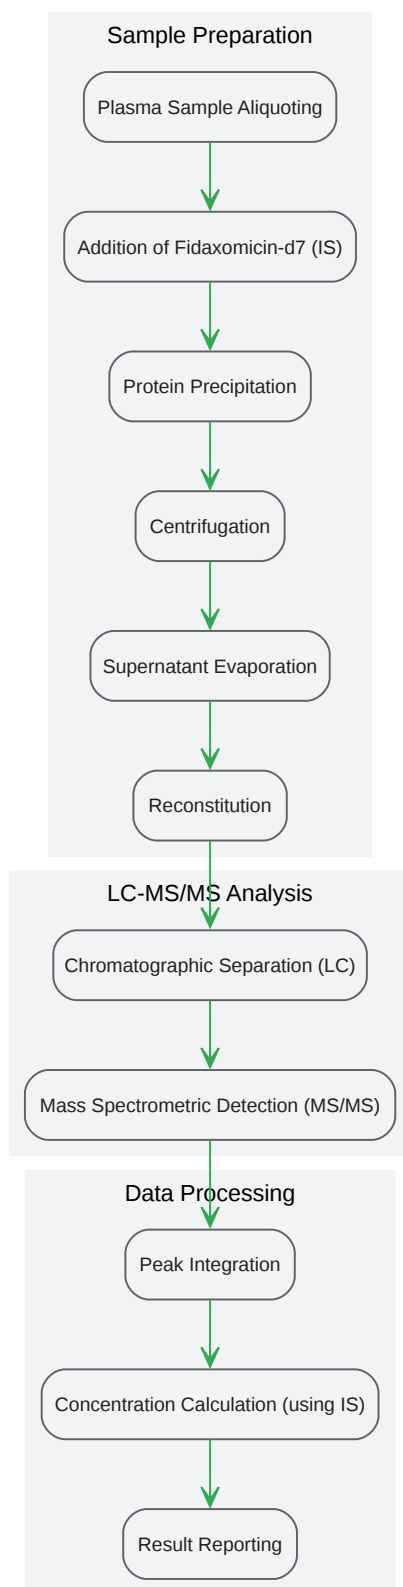 Sample Preparation
Plasma Sample Aliquoting
Addition of Fidaxomicin-d7 (IS)
Protein Precipitation
Centrifugation
Supernatant Evaporation
Reconstitution
LC-MS/MS Analysis
Chromatographic Separation (LC)
Mass Spectrometric Detection (MS/MS)
Data Processing
Peak Integration
Concentration Calculation (using IS)
Result Reporting